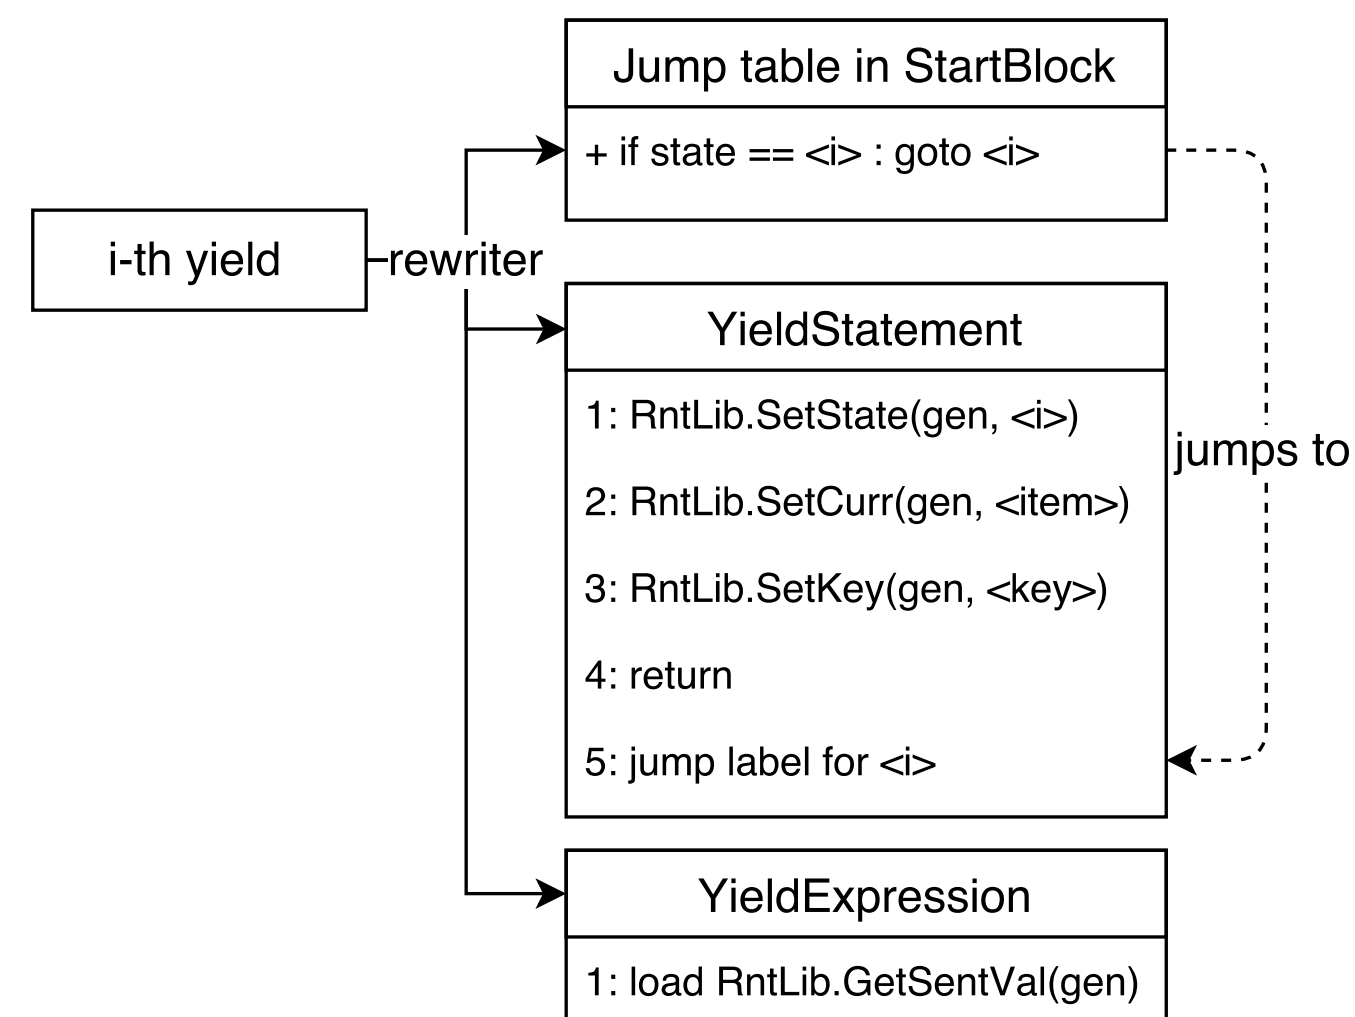 Jump table in StartBlock
+ if state == <i> : goto <i>
i-th yield
rewriter
YieldStatement
1: RntLib.SetState(gen, <i>)
2: RntLib.SetCurr(gen, <item>)
3: RntLib.SetKey(gen, <key>)
4: return
5: jump label for <i>
jumps to
YieldExpression
1: load RntLib.GetSentVal(gen)